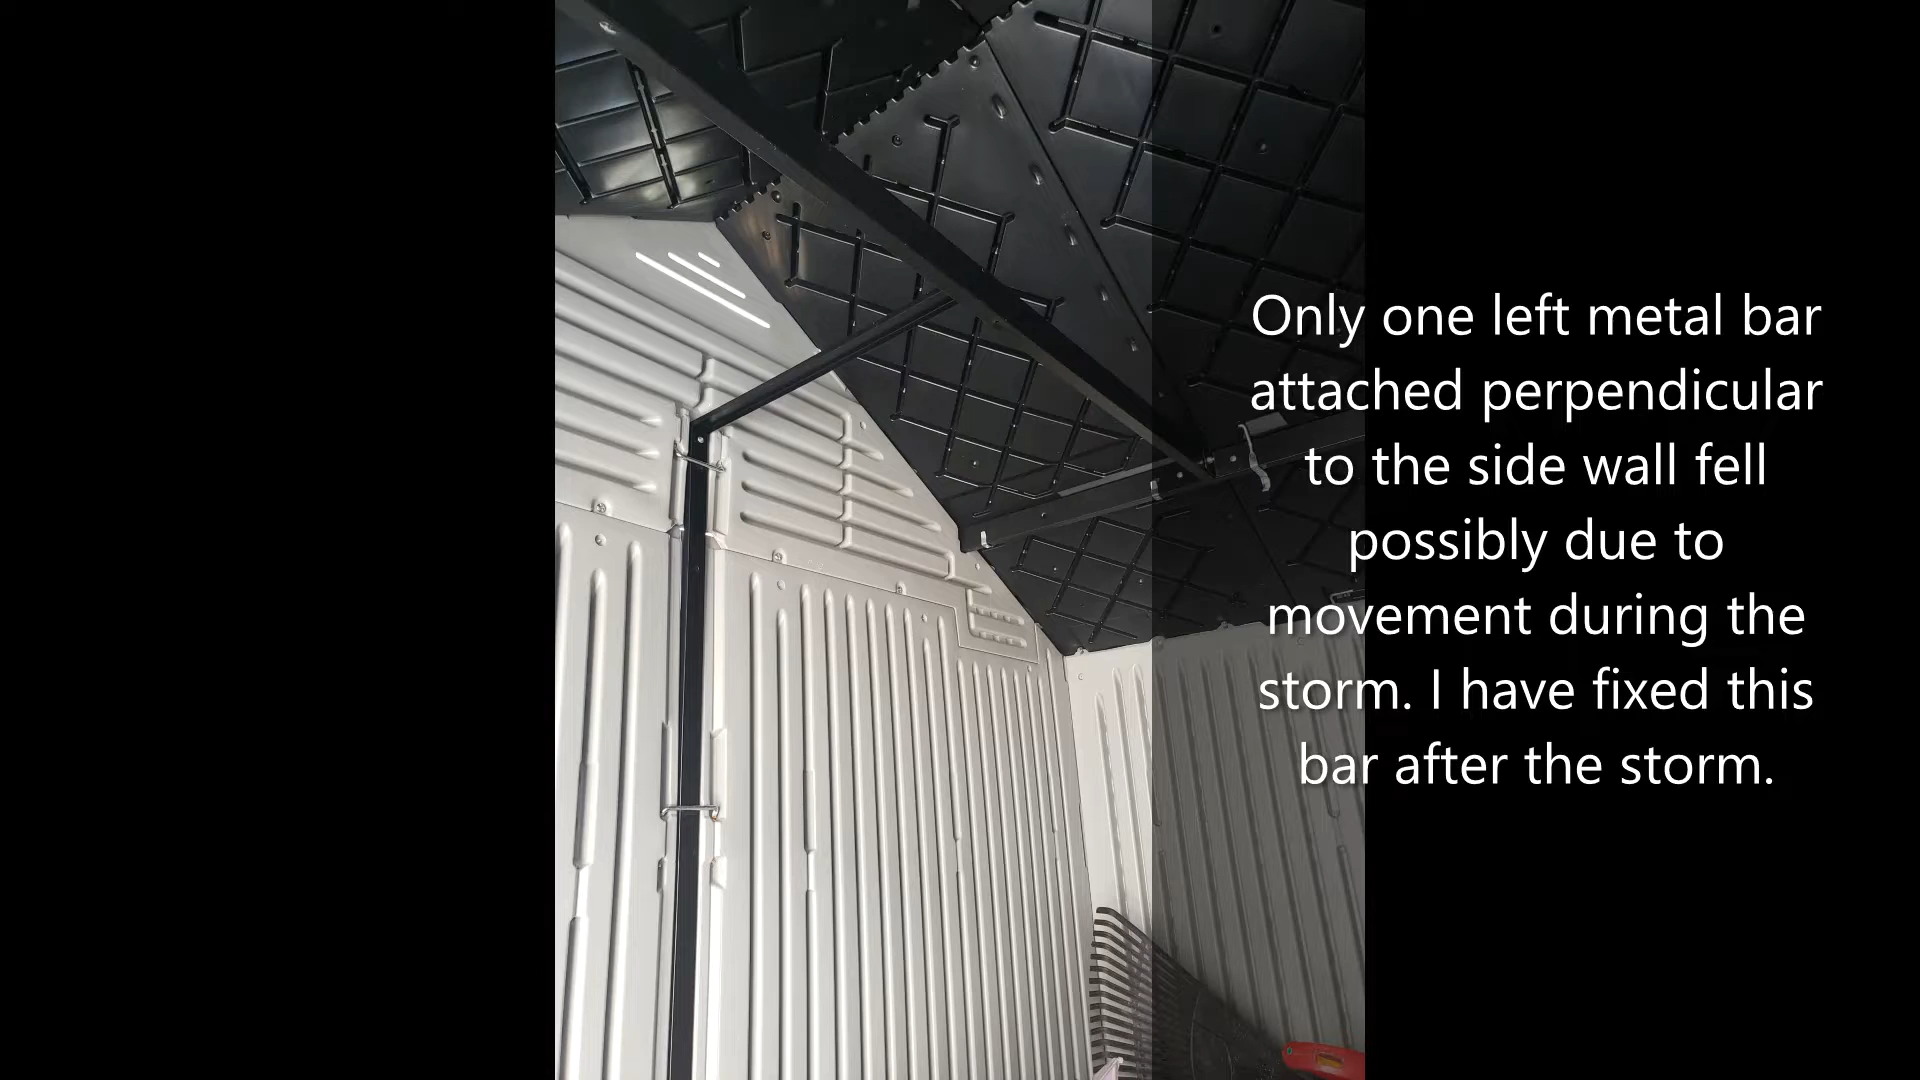 Only one left metal bar
attached perpendicular
to the side wall fell
possibly due to
movement during the
storm. I have fixed this
bar after the storm.